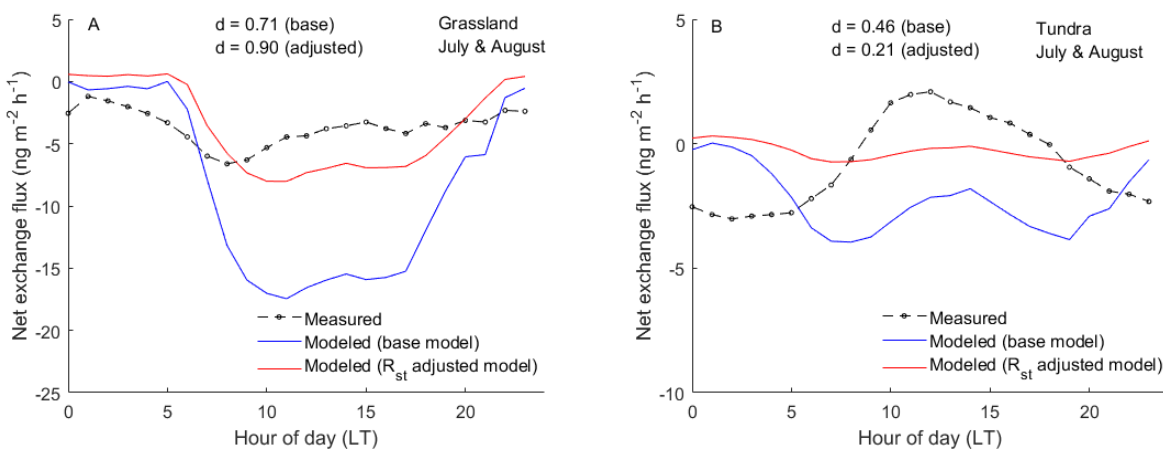 A
d = 0.71 (base)
d = 0.90 (adjusted)
Grassland
July & August
Net exchange flux (ng m⁻² h⁻¹)
5
0
-5
-10
-15
-20
-25
Measured
Modeled (base model)
Modeled (R_st adjusted model)
0 5 10 15 20
Hour of day (LT)
B
d = 0.46 (base)
d = 0.21 (adjusted)
Tundra
July & August
Net exchange flux (ng m⁻² h⁻¹)
5
0
-5
-10
Measured
Modeled (base model)
Modeled (R_st adjusted model)
0 5 10 15 20
Hour of day (LT)